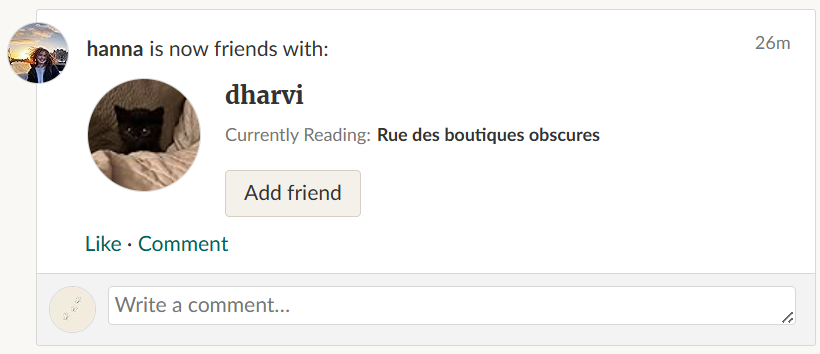 hanna is now friends with:
26m
dharvi
Currently Reading: Rue des boutiques obscures
Add friend
Like · Comment
Write a comment...